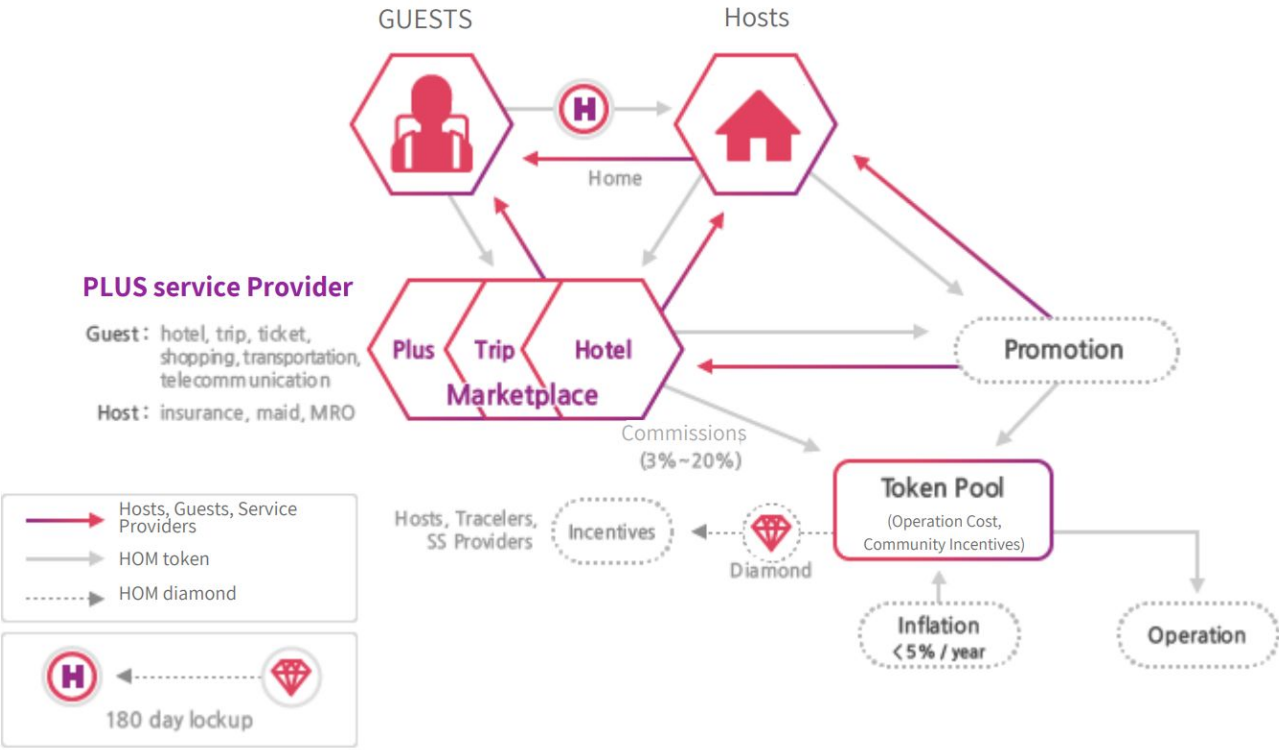 GUESTS
Hosts
H
Home
PLUS service Provider
Guest : hotel, trip, ticket,
shopping, transportation,
telecommunication
Host : insurance, maid, MRO
Plus
Trip
Hotel
Marketplace
Promotion
Commissions
(3%~20%)
Token Pool
(Operation Cost,
Community Incentives)
Hosts, Tracelers,
SS Providers
Incentives
Diamond
Inflation
<5% / year
Operation
Hosts, Guests, Service
Providers
HOM token
HOM diamond
H
180 day lockup